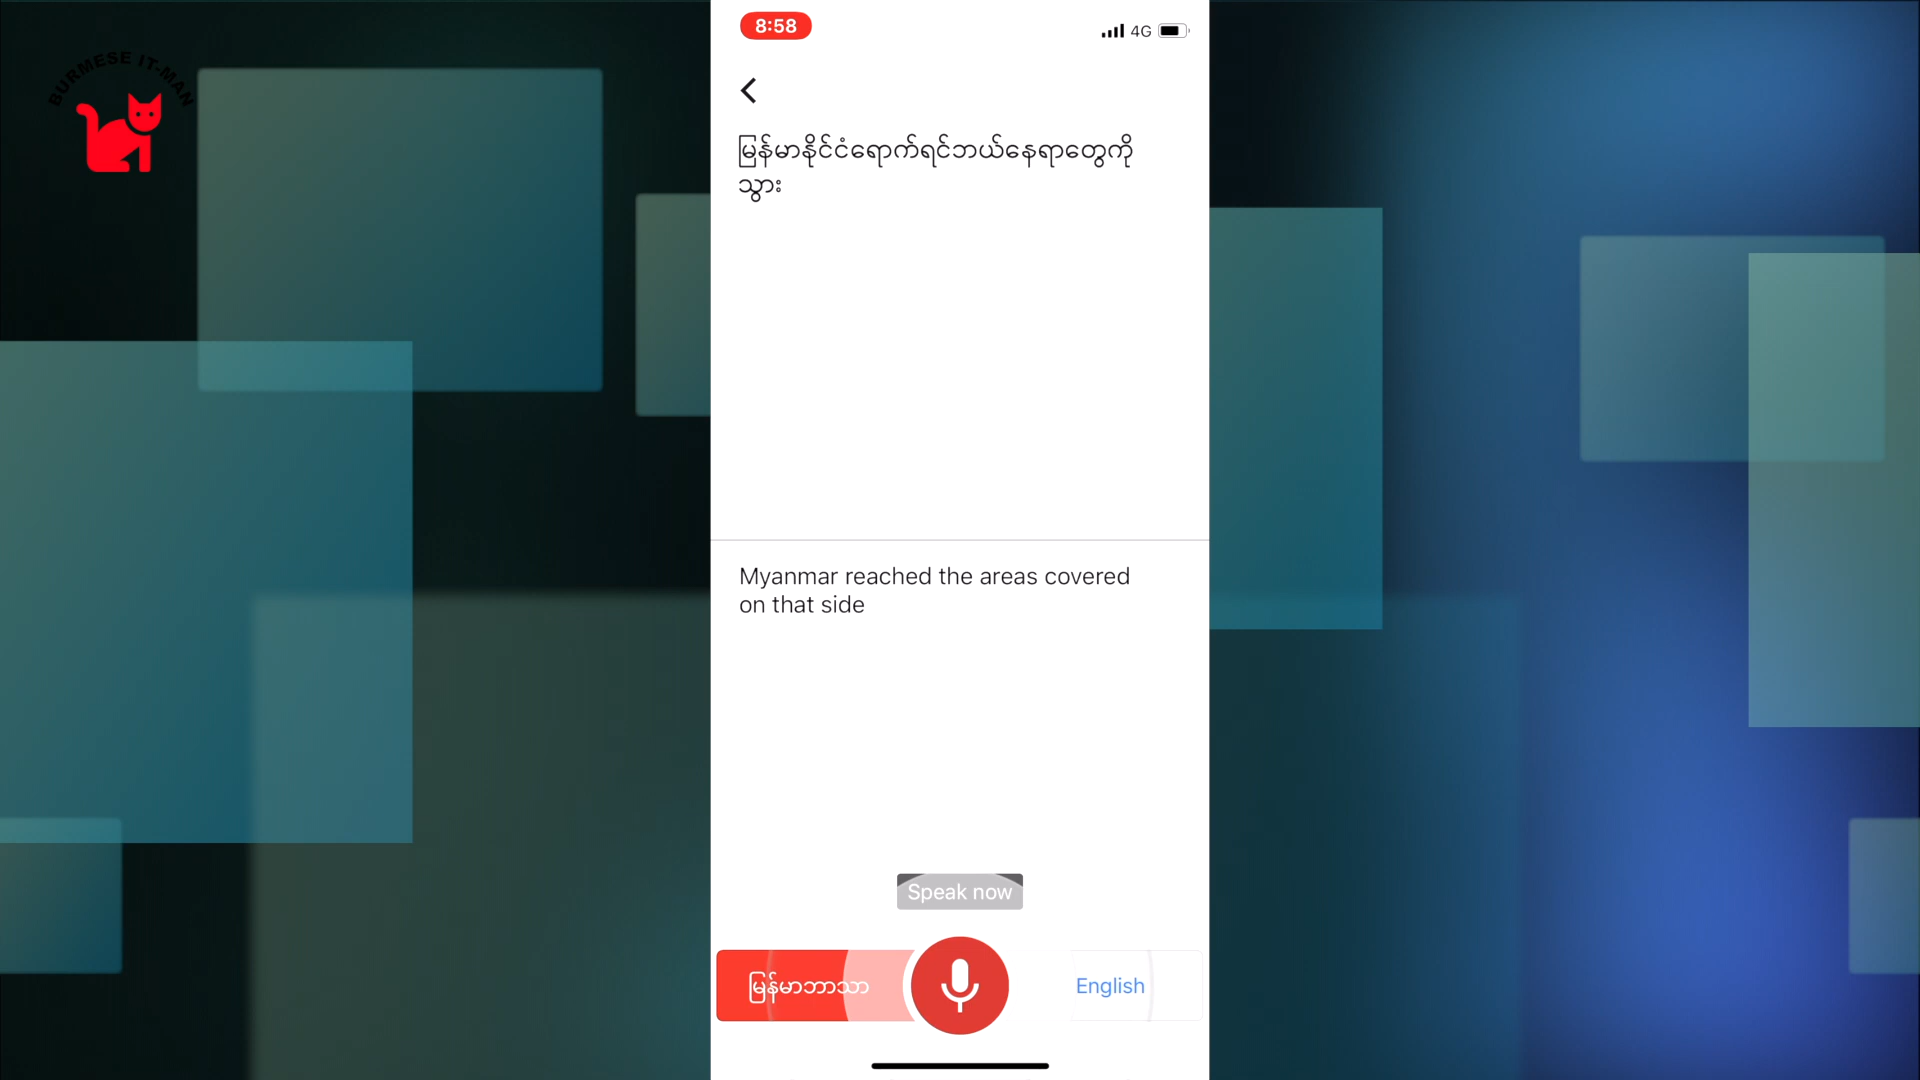 BURMESE IT-MAN
8:58
4G
မြန်မာနိုင်ငံရောက်ရင်ဘယ်နေရာတွေကို
သွား
Myanmar reached the areas covered
on that side
Speak now
မြန်မာဘာသာ
English